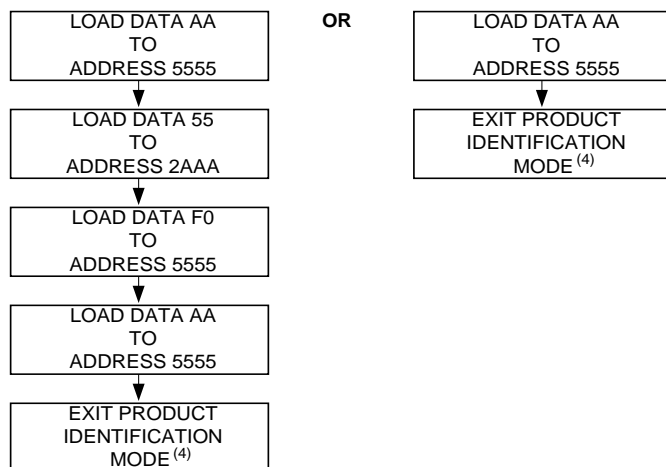 LOAD DATA AA
TO
ADDRESS 5555
LOAD DATA 55
TO
ADDRESS 2AAA
LOAD DATA F0
TO
ADDRESS 5555
LOAD DATA AA
TO
ADDRESS 5555
EXIT PRODUCT
IDENTIFICATION
MODE (4)
OR
LOAD DATA AA
TO
ADDRESS 5555
EXIT PRODUCT
IDENTIFICATION
MODE (4)